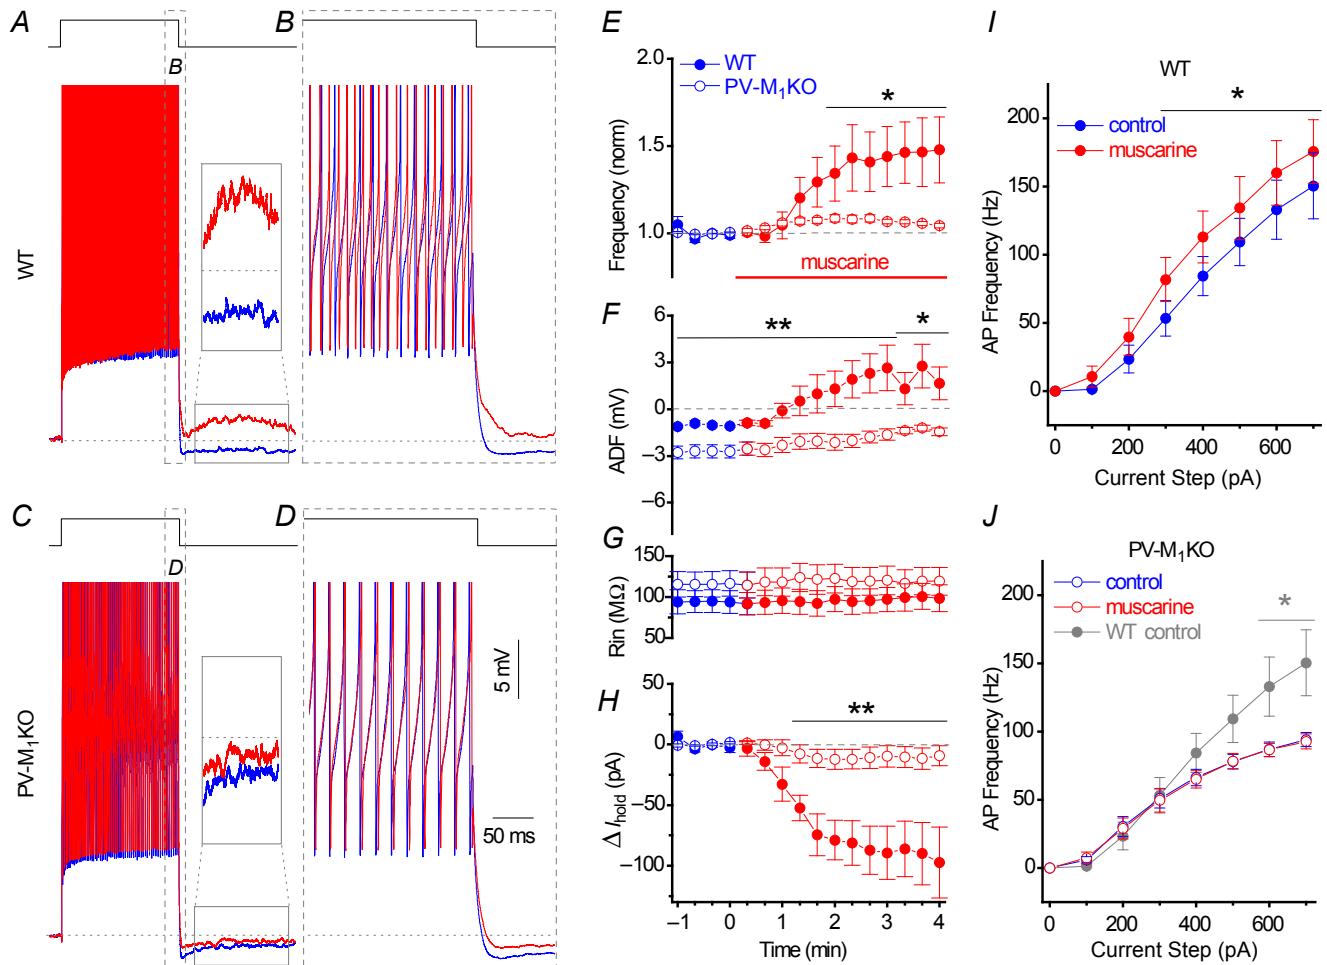 A
B
B
WT
C
D
D
PV-M1KO
5 mV
50 ms
E
WT
PV-M1KO
*
2.0
1.5
1.0
Frequency (norm)
muscarine
F
**
*
6
3
0
−3
−6
ADF (mV)
G
150
100
50
Rin (MΩ)
H
**
50
0
−50
−100
Δ Ihold (pA)
−1 0 1 2 3 4
Time (min)
I
WT
*
control
muscarine
200
150
100
50
0
AP Frequency (Hz)
0 200 400 600
Current Step (pA)
J
PV-M1KO
control
muscarine
WT control
*
200
150
100
50
0
AP Frequency (Hz)
0 200 400 600
Current Step (pA)